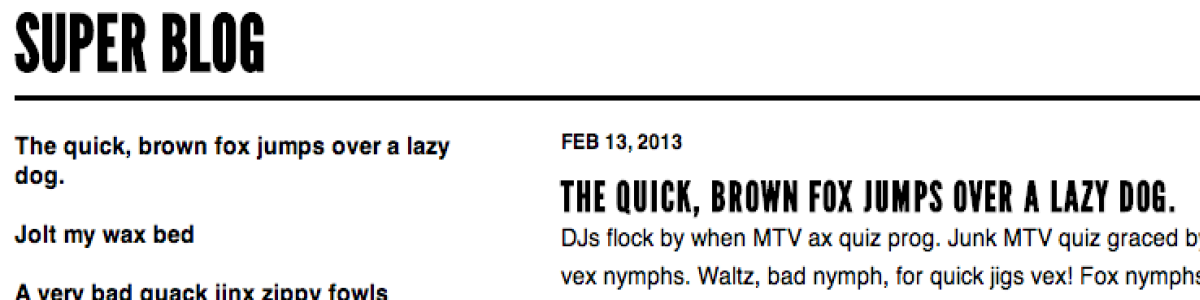 SUPER BLOG
The quick, brown fox jumps over a lazy
dog.
Jolt my wax bed
A very bad quack jinx zippy fowls
FEB 13, 2013
THE QUICK, BROWN FOX JUMPS OVER A LAZY DOG.
DJs flock by when MTV ax quiz prog. Junk MTV quiz graced by
vex nymphs. Waltz, bad nymph, for quick jigs vex! Fox nymphs